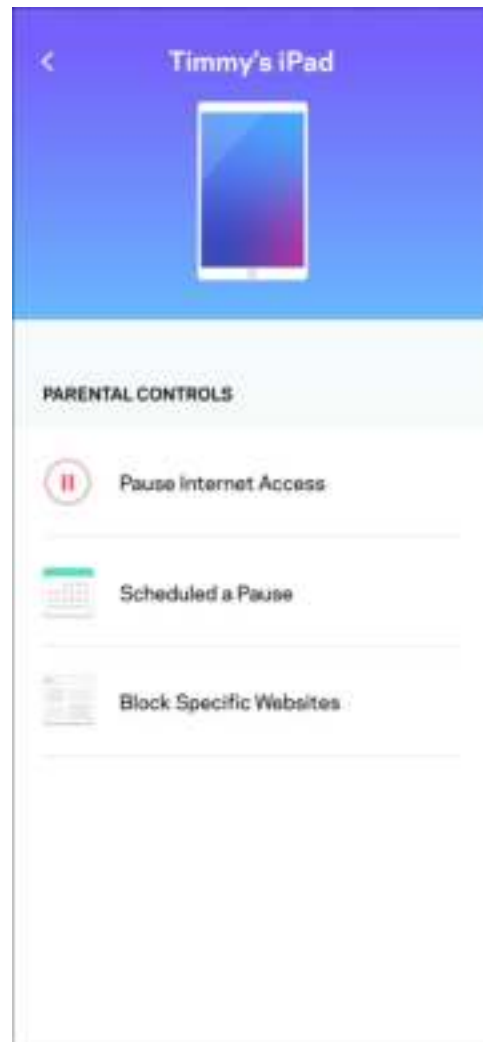 Timmy's iPad
PARENTAL CONTROLS
Pause Internet Access
Scheduled a Pause
Block Specific Websites